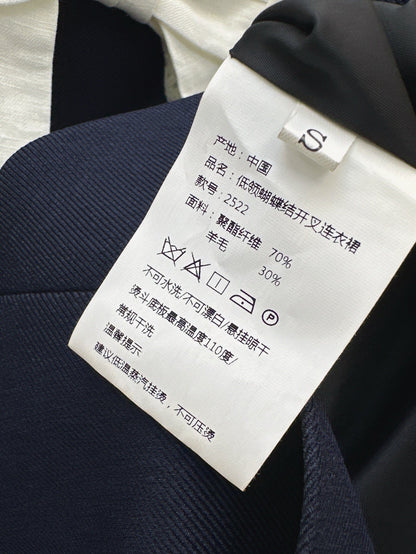 S
产地：中国
品名：低领蝴蝶结开叉连衣裙
款号：2522
面料：聚酯纤维 70%
羊毛 30%
P
不可水洗/不可漂白/悬挂晾干
熨斗底板最高温度110度/
常规干洗
温馨提示
建议低温蒸汽挂烫，不可压烫